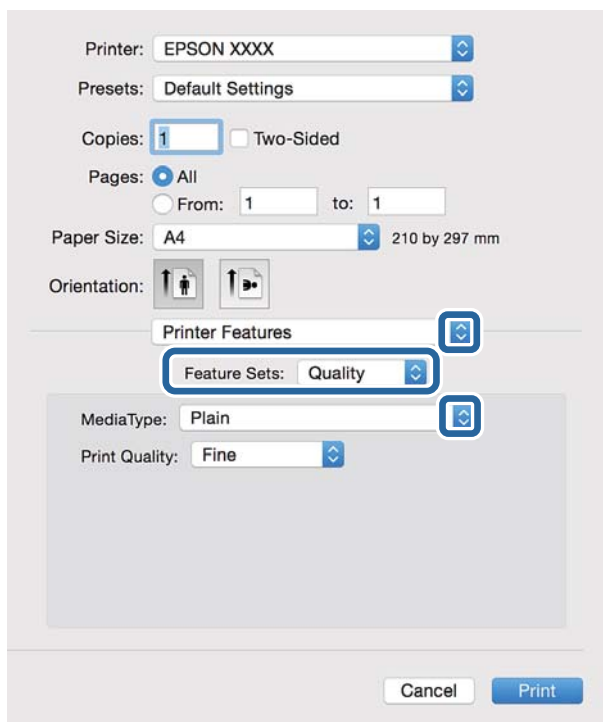 Printer: EPSON XXXX
Presets: Default Settings
Copies: 1 Two-Sided
Pages: All
From: 1 to: 1
Paper Size: A4 210 by 297 mm
Orientation:
Printer Features
Feature Sets: Quality
MediaType: Plain
Print Quality: Fine
Cancel Print